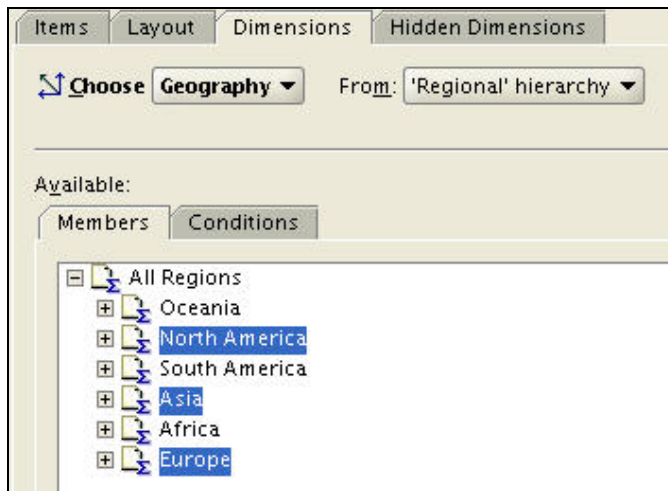 Items Layout Dimensions Hidden Dimensions
Choose Geography From: 'Regional' hierarchy
Available:
Members Conditions
All Regions
Oceania
North America
South America
Asia
Africa
Europe